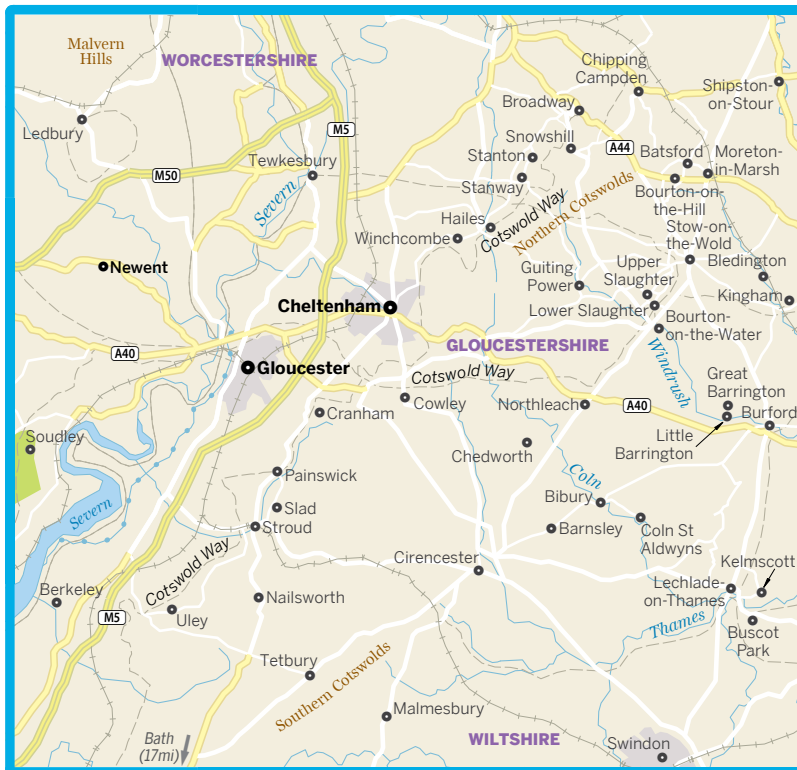 Malvern
Hills
WORCESTERSHIRE
Chipping
Campden
Shipston-
on-Stour
Broadway
Ledbury
M5
Snowshill
A44
Batsford
Moreton-
in-Marsh
Stanton
Tewkesbury
M50
Stanway
Bourton-on-
the-Hill
Severn
Cotswold Way
Northern Cotswolds
Hailes
Stow-on-
the-Wold
Winchcombe
Bledington
Newent
Guiting
Power
Upper
Slaughter
Kingham
Cheltenham
Lower Slaughter
Bourton-
on-the-Water
GLOUCESTERSHIRE
A40
Windrush
Gloucester
Cotswold Way
Great
Barrington
Cranham
Cowley
Northleach
A40
Burford
Soudley
Little
Barrington
Chedworth
Painswick
Coln
Severn
Slad
Bibury
Stroud
Barnsley
Coln St
Aldwyns
Cotswold Way
Cirencester
Kelmscott
Berkeley
Nailsworth
Lechlade-
on-Thames
M5
Uley
Thames
Buscot
Park
Tetbury
Southern Cotswolds
Malmesbury
Bath
(17mi)
WILTSHIRE
Swindon